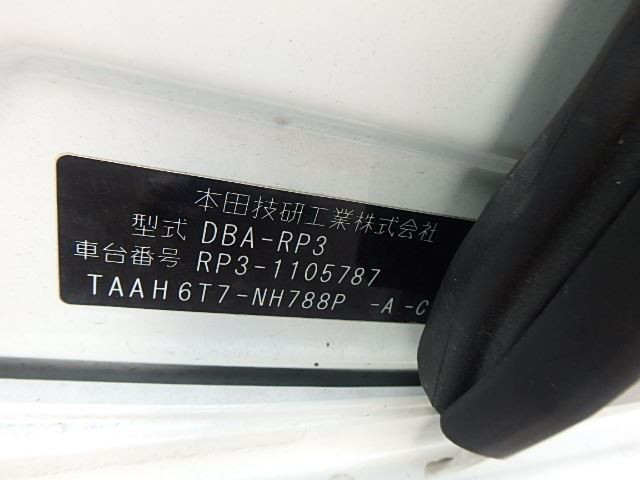 本田技研工業株式会社
型式 DBA-RP3
車台番号 RP3-1105787
TAAH6T7-NH788P -A-C